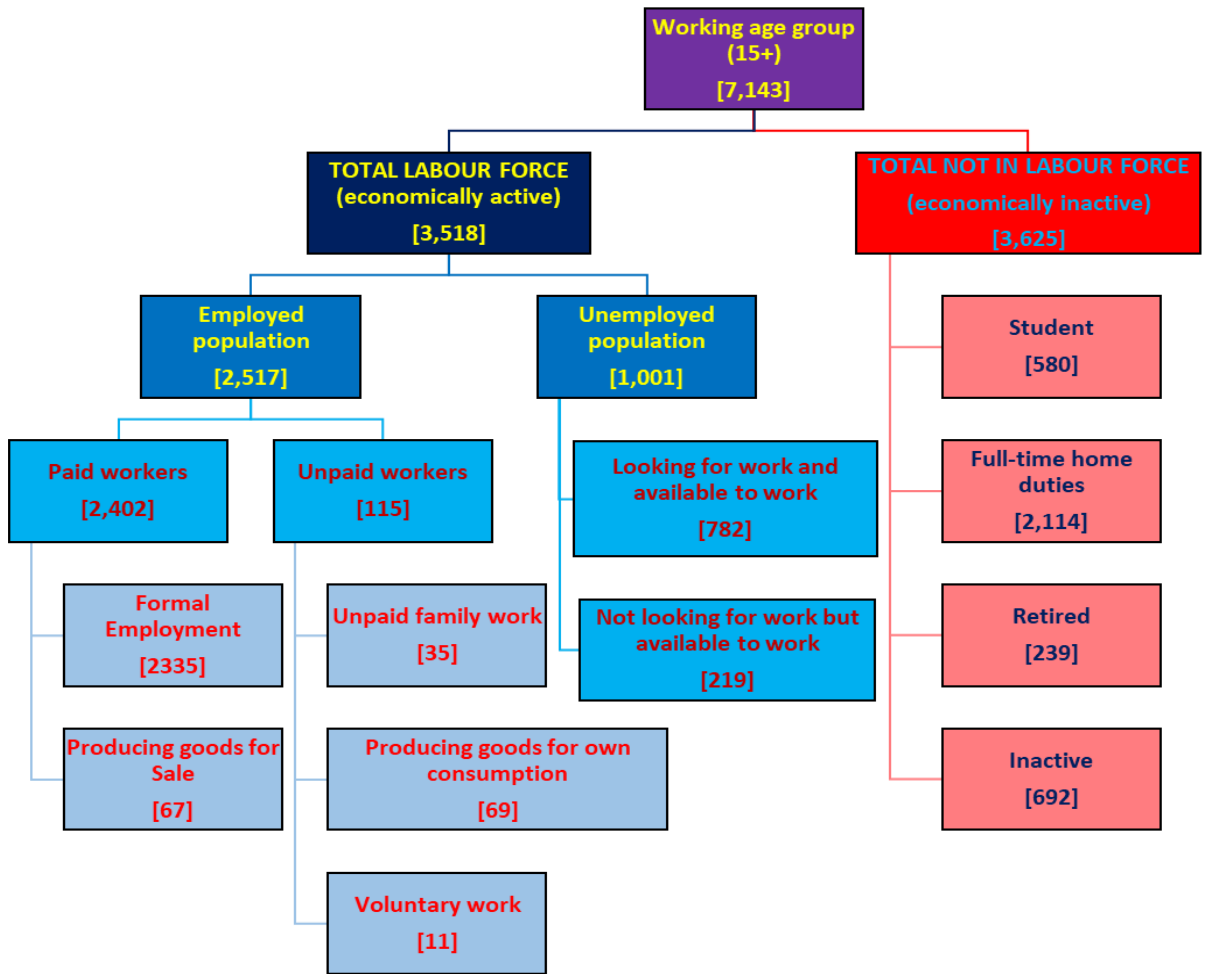 Working age group
(15+)
[7,143]
TOTAL LABOUR FORCE
(economically active)
[3,518]
TOTAL NOT IN LABOUR FORCE
(economically inactive)
[3,625]
Employed
population
[2,517]
Unemployed
population
[1,001]
Student
[580]
Paid workers
[2,402]
Unpaid workers
[115]
Looking for work and
available to work
[782]
Full-time home
duties
[2,114]
Formal
Employment
[2335]
Unpaid family work
[35]
Not looking for work but
available to work
[219]
Retired
[239]
Producing goods for
Sale
[67]
Producing goods for own
consumption
[69]
Inactive
[692]
Voluntary work
[11]